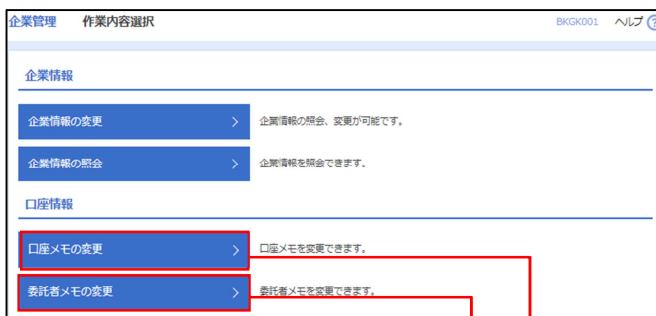 企業管理 作業内容選択 BKGK001 ヘルプ ?
企業情報
企業情報の変更 > 企業情報の照会、変更が可能です。
企業情報の照会 > 企業情報を照会できます。
口座情報
口座メモの変更 > 口座メモを変更できます。
委託者メモの変更 > 委託者メモを変更できます。